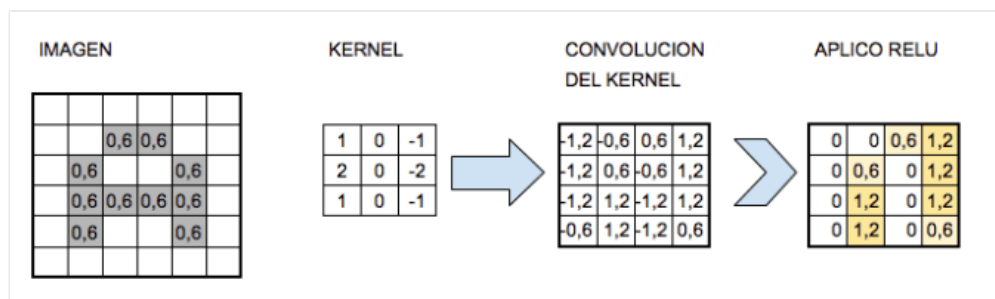 IMAGEN
KERNEL
CONVOLUCION
DEL KERNEL
APLICO RELU
0,6 0,6
0,6 0,6
0,6 0,6 0,6 0,6
0,6 0,6
1 0 -1
2 0 -2
1 0 -1
-1,2 -0,6 0,6 1,2
-1,2 0,6 -0,6 1,2
-1,2 1,2 -1,2 1,2
-0,6 1,2 -1,2 0,6
0 0 0,6 1,2
0 0,6 0 1,2
0 1,2 0 1,2
0 1,2 0 0,6